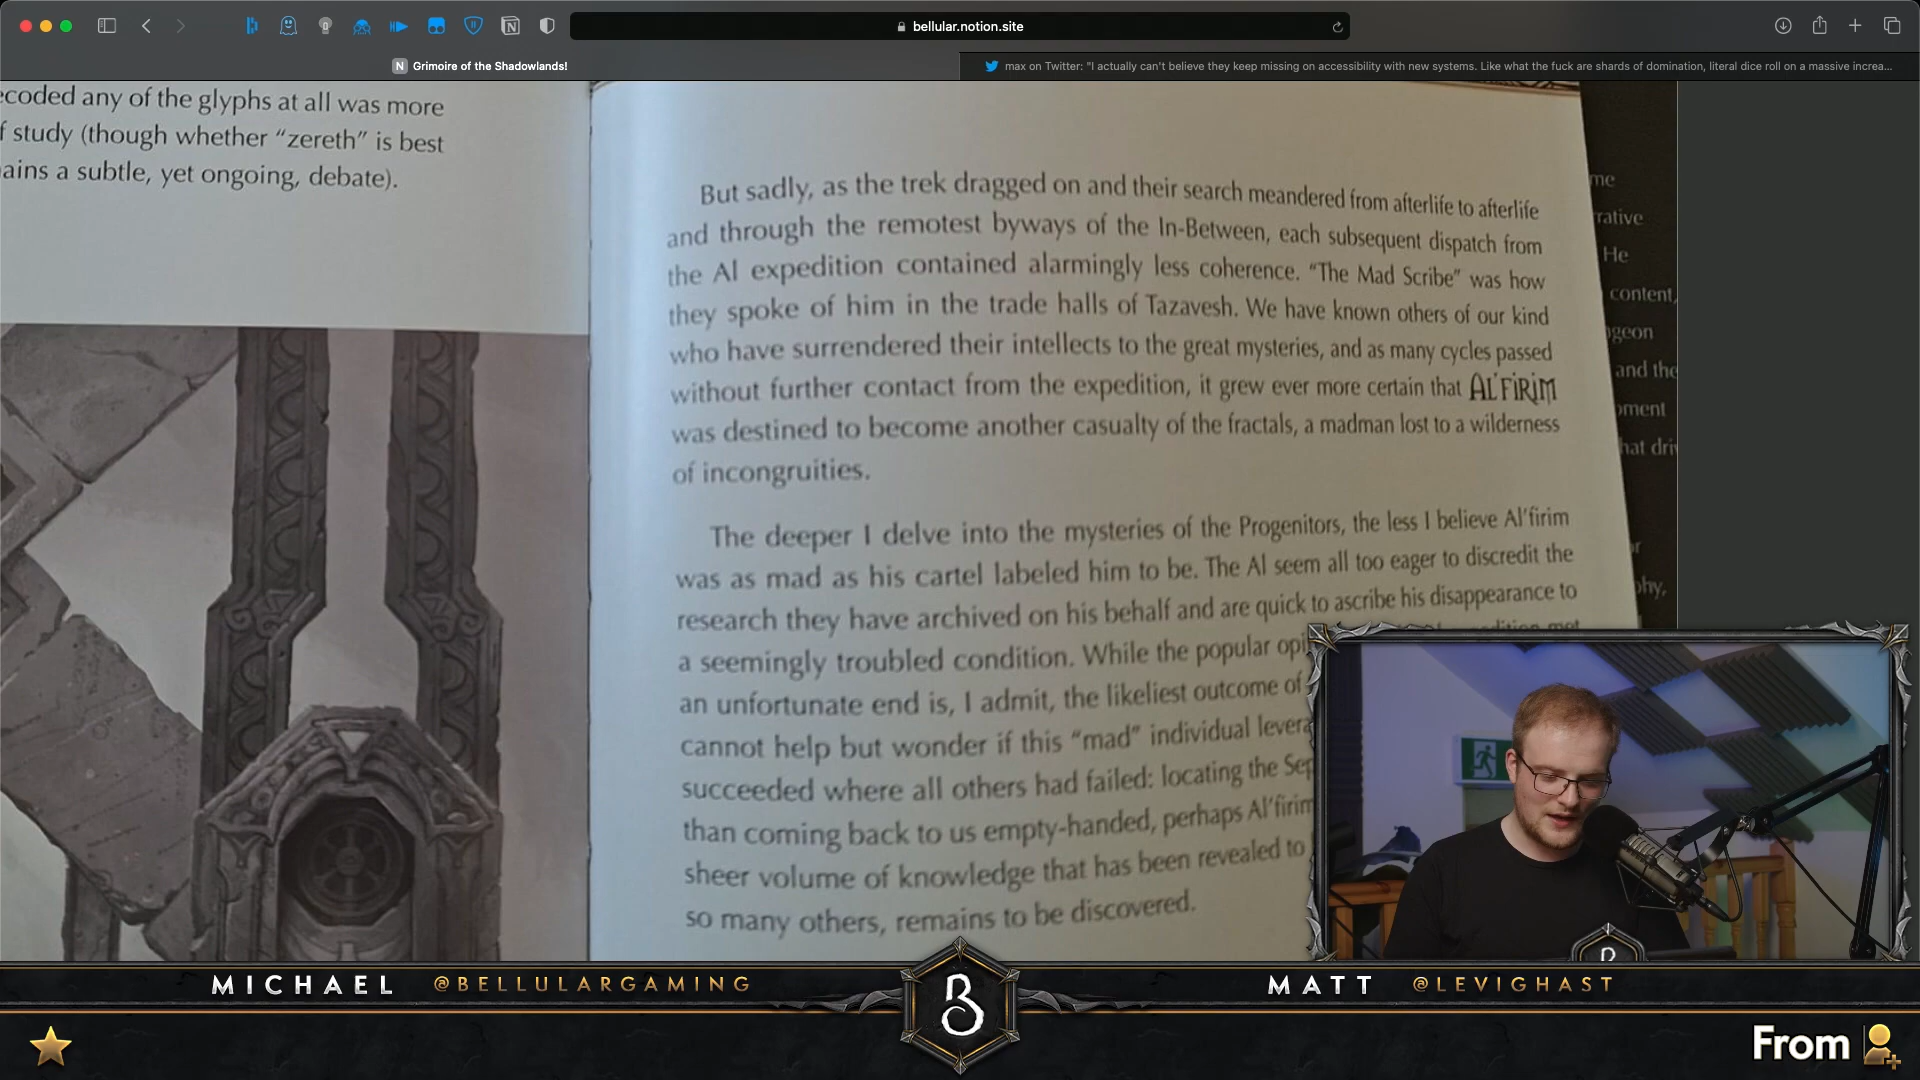 bellular.notion.site
Grimoire of the Shadowlands!
max on Twitter: "I actually can't believe they keep missing on accessibility with new systems. Like what the fuck are shards of domination, literal dice roll on a massive increa...
coded any of the glyphs at all was more
study (though whether "zereth" is best
a subtle, yet ongoing, debate).
But sadly, as the trek dragged on and their search meandered from afterlife to afterlife
and through the remotest byways of the In-Between, each subsequent dispatch from
the Al expedition contained alarmingly less coherence. "The Mad Scribe" was how
they spoke of him in the trade halls of Tazavesh. We have known others of our kind
who have surrendered their intellects to the great mysteries, and as many cycles passed
without further contact from the expedition, it grew ever more certain that AL'FIRIM
was destined to become another casualty of the fractals, a madman lost to a wilderness
of incongruities.
The deeper I delve into the mysteries of the Progenitors, the less I believe Al'firim
was as mad as his cartel labeled him to be. The Al seem all too eager to discredit the
research they have archived on his behalf and are quick to ascribe his disappearance to
a seemingly troubled condition. While the popular
an unfortunate end is, I admit, the likeliest outcome of
cannot help but wonder if this "mad" individual
succeeded where all others had failed: locating the
than coming back to us empty-handed, perhaps Al'firim
sheer volume of knowledge that has been revealed to
so many others, remains to be discovered.
me
rative
He
content,
geon
and the
ment
hat
phy,
MICHAEL @BELLULARGAMING
B
MATT @LEVIGHAST
From